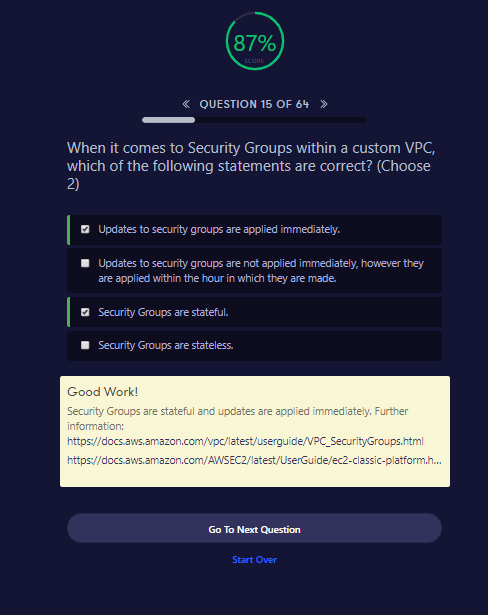 87%
SCORE
« QUESTION 15 OF 64 »
When it comes to Security Groups within a custom VPC,
which of the following statements are correct? (Choose
2)
Updates to security groups are applied immediately.
Updates to security groups are not applied immediately, however they
are applied within the hour in which they are made.
Security Groups are stateful.
Security Groups are stateless.
Good Work!
Security Groups are stateful and updates are applied immediately. Further
information:
https://docs.aws.amazon.com/vpc/latest/userguide/VPC_SecurityGroups.html
https://docs.aws.amazon.com/AWSEC2/latest/UserGuide/ec2-classic-platform.h...
Go To Next Question
Start Over